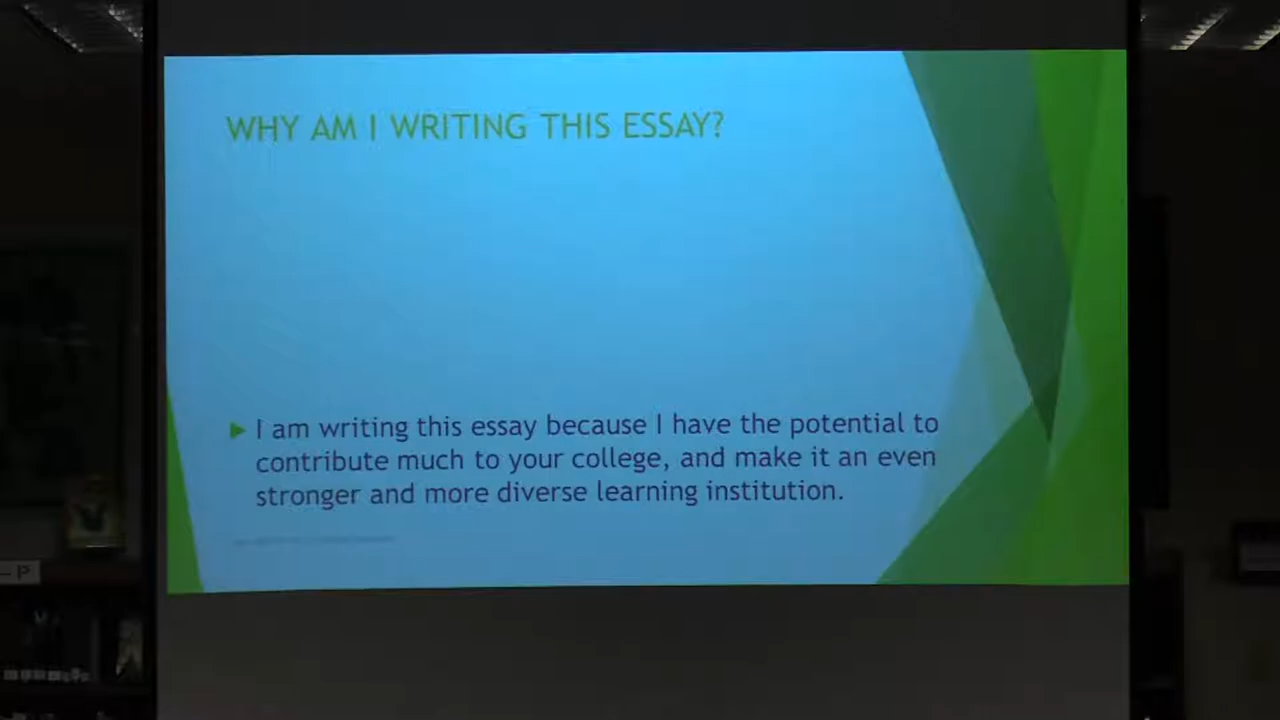 WHY AM I WRITING THIS ESSAY?
I am writing this essay because I have the potential to
contribute much to your college, and make it an even
stronger and more diverse learning institution.
–P